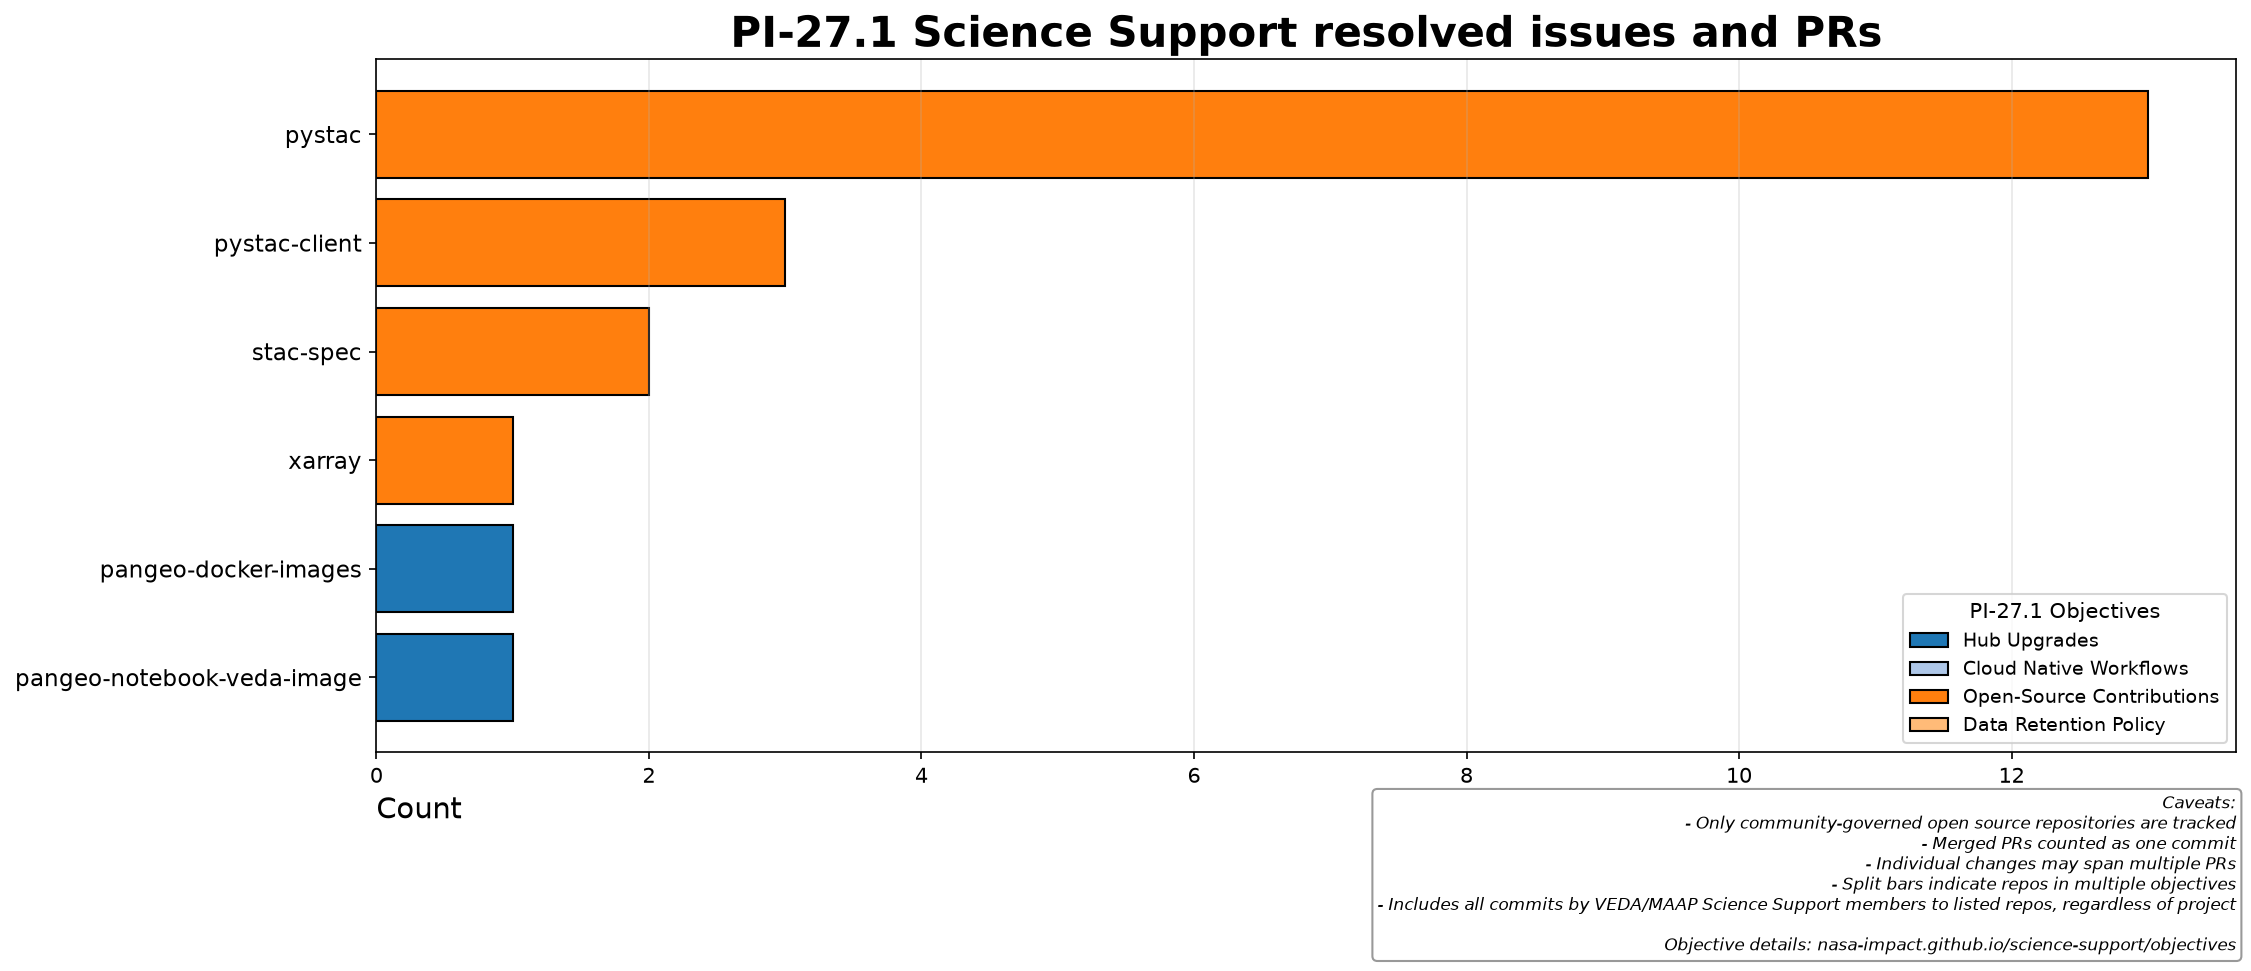 PI-27.1 Science Support resolved issues and PRs
pystac
pystac-client
stac-spec
xarray
pangeo-docker-images
pangeo-notebook-veda-image
PI-27.1 Objectives
Hub Upgrades
Cloud Native Workflows
Open-Source Contributions
Data Retention Policy
0 2 4 6 8 10 12
Count
Caveats:
- Only community-governed open source repositories are tracked
- Merged PRs counted as one commit
- Individual changes may span multiple PRs
- Split bars indicate repos in multiple objectives
- Includes all commits by VEDA/MAAP Science Support members to listed repos, regardless of project
Objective details: nasa-impact.github.io/science-support/objectives